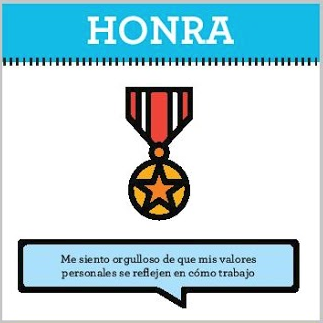 HONRA
Me siento orgulloso de que mis valores
personales se reflejen en cómo trabajo